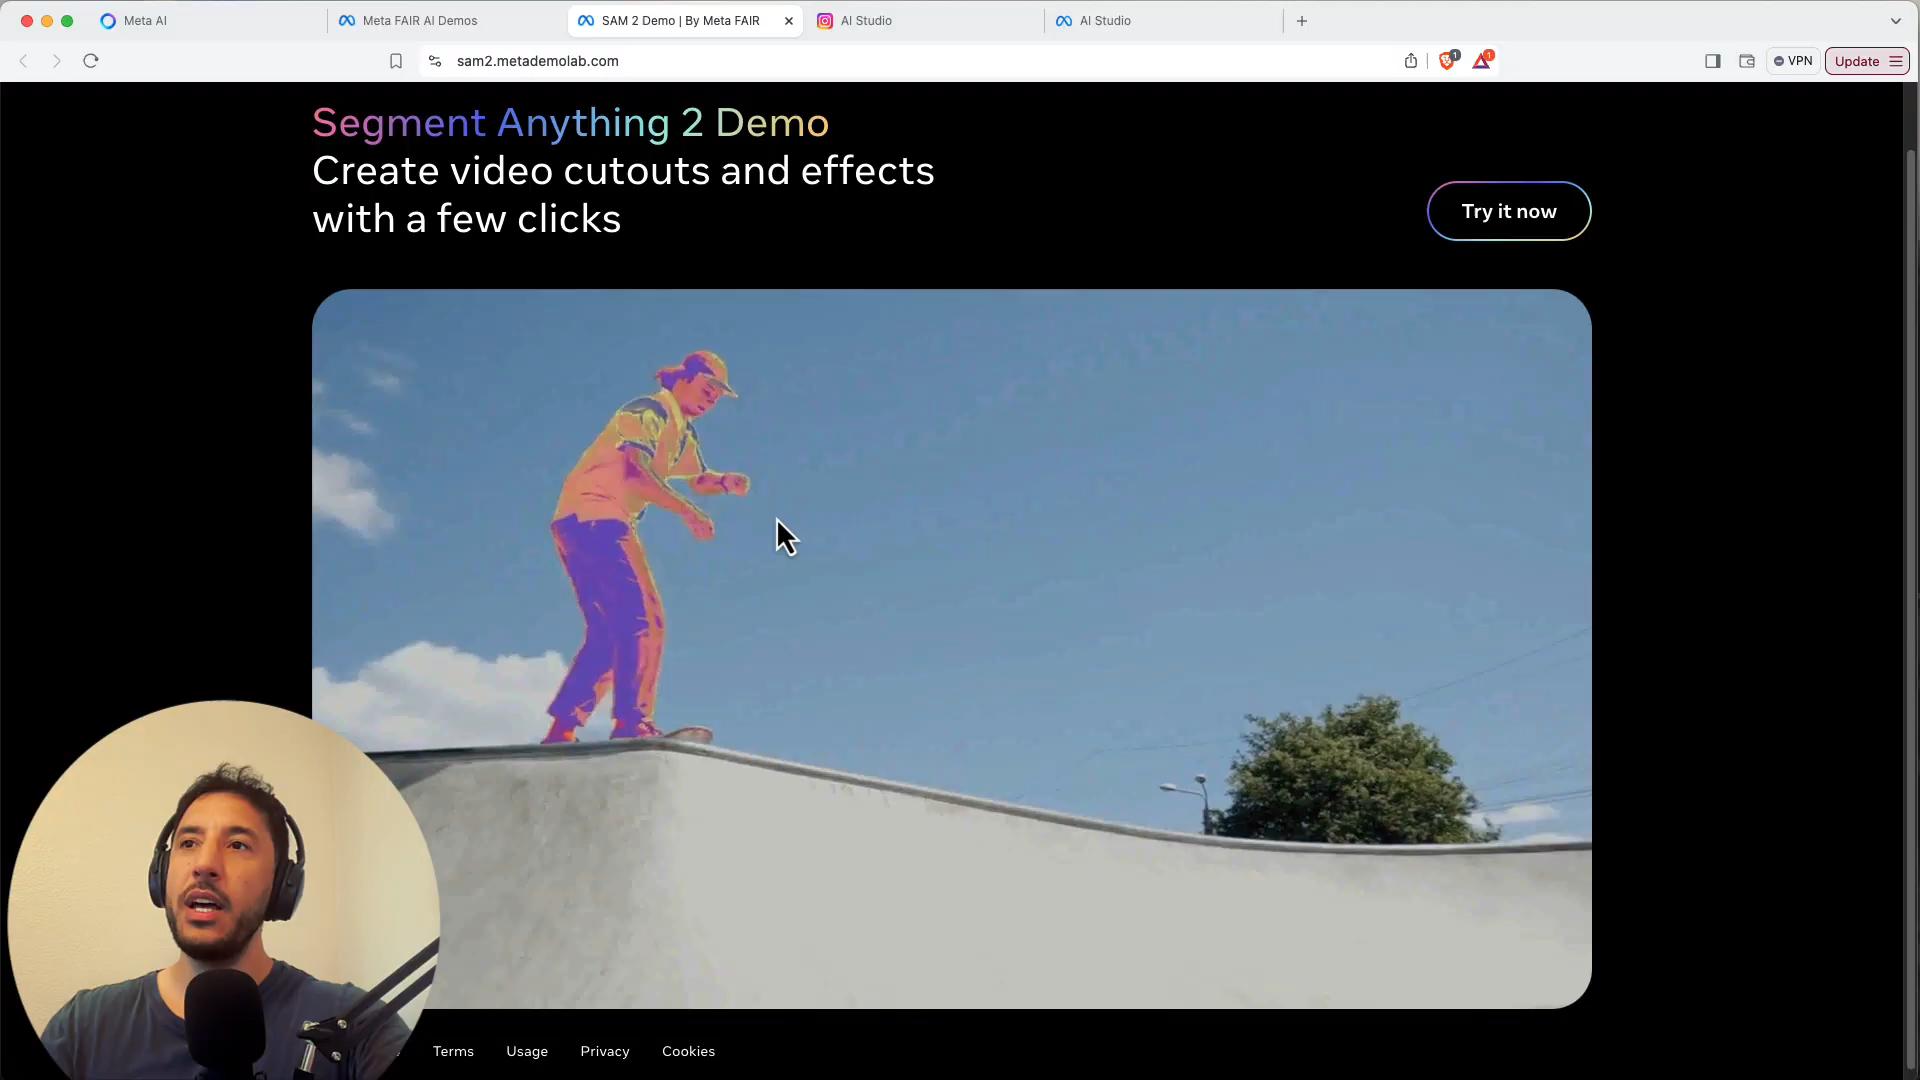 Meta AI
Meta FAIR AI Demos
SAM 2 Demo | By Meta FAIR
AI Studio
AI Studio
sam2.metademolab.com
1
1
VPN
Update
Segment Anything 2 Demo
Create video cutouts and effects
with a few clicks
Try it now
Terms
Usage
Privacy
Cookies